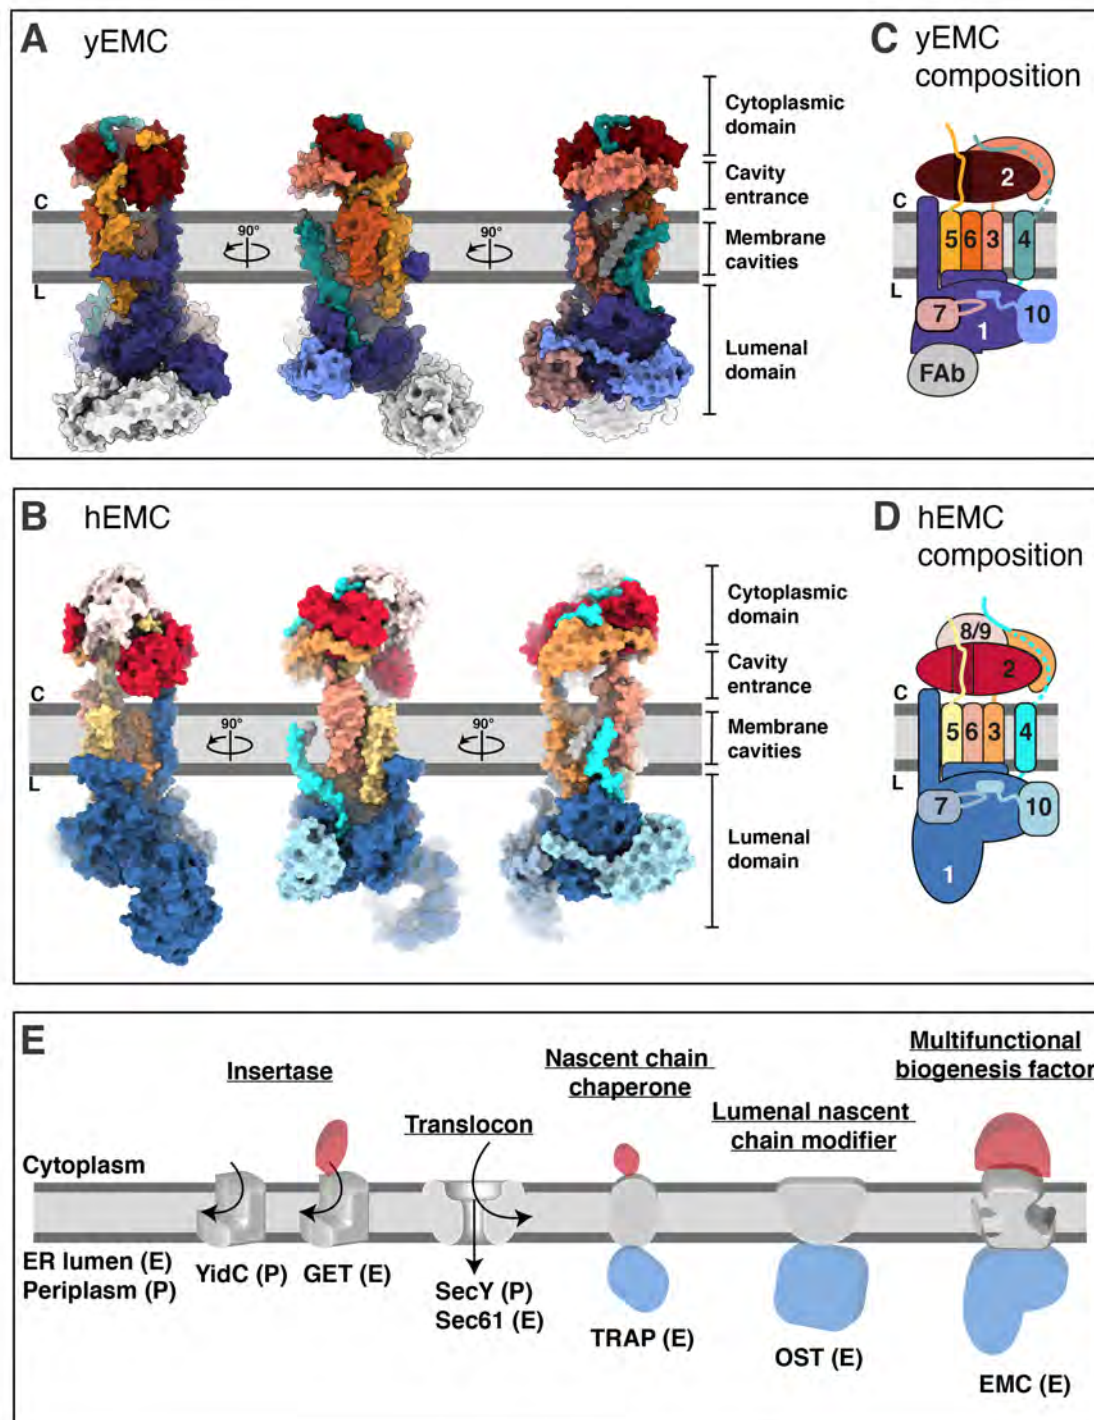 A yEMC
Cytoplasmic
domain
Cavity
entrance
Membrane
cavities
Lumenal
domain
C
L
90°
90°
C yEMC
composition
C
L
2
5
6
3
4
7
1
10
FAb
B hEMC
Cytoplasmic
domain
Cavity
entrance
Membrane
cavities
Lumenal
domain
C
L
90°
90°
D hEMC
composition
C
L
8/9
2
5
6
3
4
7
10
1
E
Insertase
Translocon
Nascent chain
chaperone
Lumenal nascent
chain modifier
Multifunctional
biogenesis factor
Cytoplasm
ER lumen (E)
Periplasm (P)
YidC (P)
GET (E)
SecY (P)
Sec61 (E)
TRAP (E)
OST (E)
EMC (E)